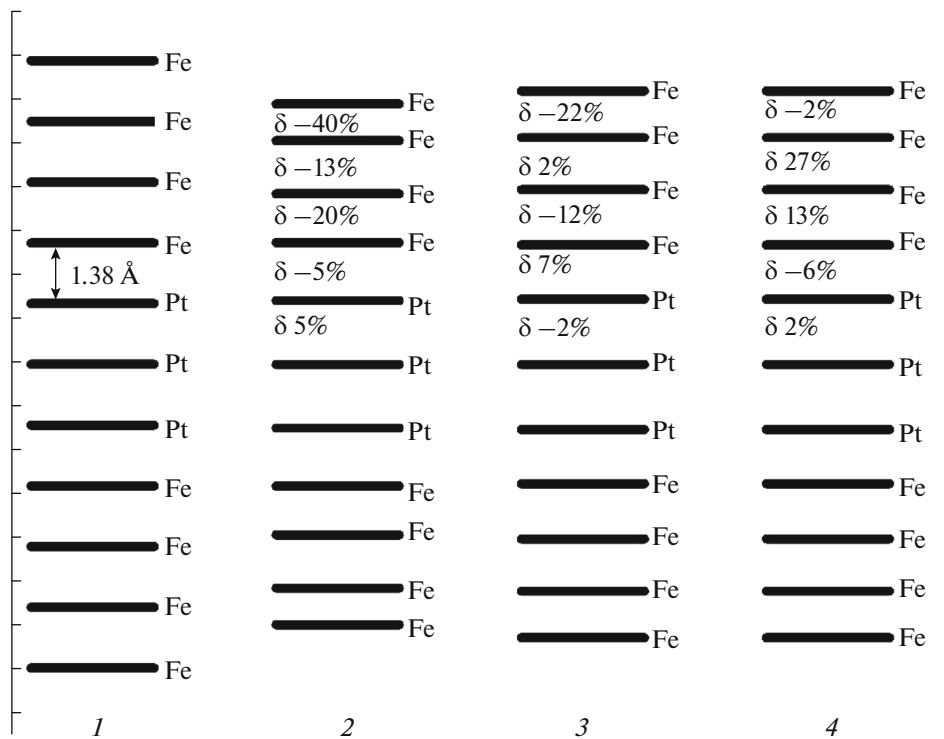 Fe
Fe
Fe
Fe
1.38 Å
Pt
Pt
Pt
Fe
Fe
Fe
Fe
1
Fe
δ −40%
Fe
δ −13%
Fe
δ −20%
Fe
δ −5%
Pt
δ 5%
Pt
Pt
Fe
Fe
Fe
Fe
2
Fe
δ −22%
Fe
δ 2%
Fe
δ −12%
Fe
δ 7%
Pt
δ −2%
Pt
Pt
Fe
Fe
Fe
Fe
3
Fe
δ −2%
Fe
δ 27%
Fe
δ 13%
Fe
δ −6%
Pt
δ 2%
Pt
Pt
Fe
Fe
Fe
Fe
4